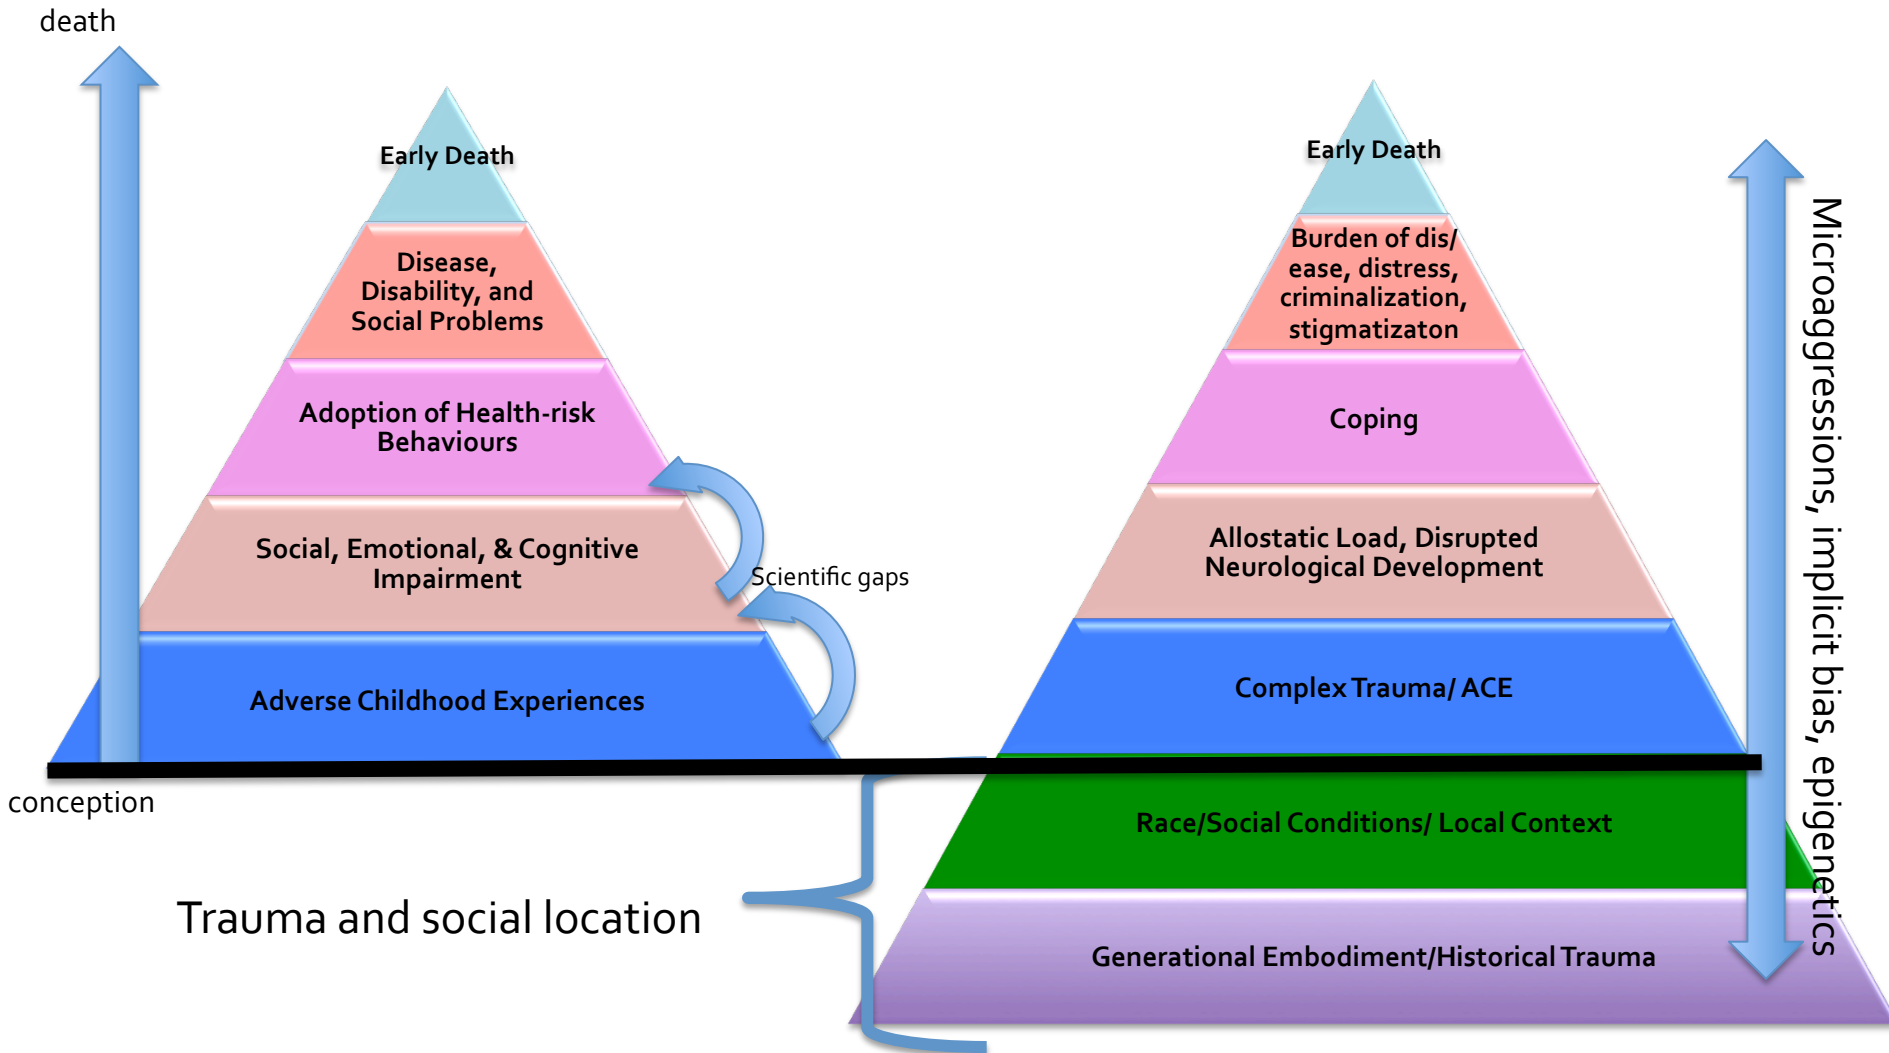 death
Early Death
Disease,
Disability, and
Social Problems
Adoption of Health-risk
Behaviours
Social, Emotional, & Cognitive
Impairment
Scientific gaps
Adverse Childhood Experiences
conception
Trauma and social location
Early Death
Burden of dis/
ease, distress,
criminalization,
stigmatizaton
Coping
Allostatic Load, Disrupted
Neurological Development
Complex Trauma/ ACE
Race/Social Conditions/ Local Context
Generational Embodiment/Historical Trauma
Microaggressions, implicit bias, epigenetics